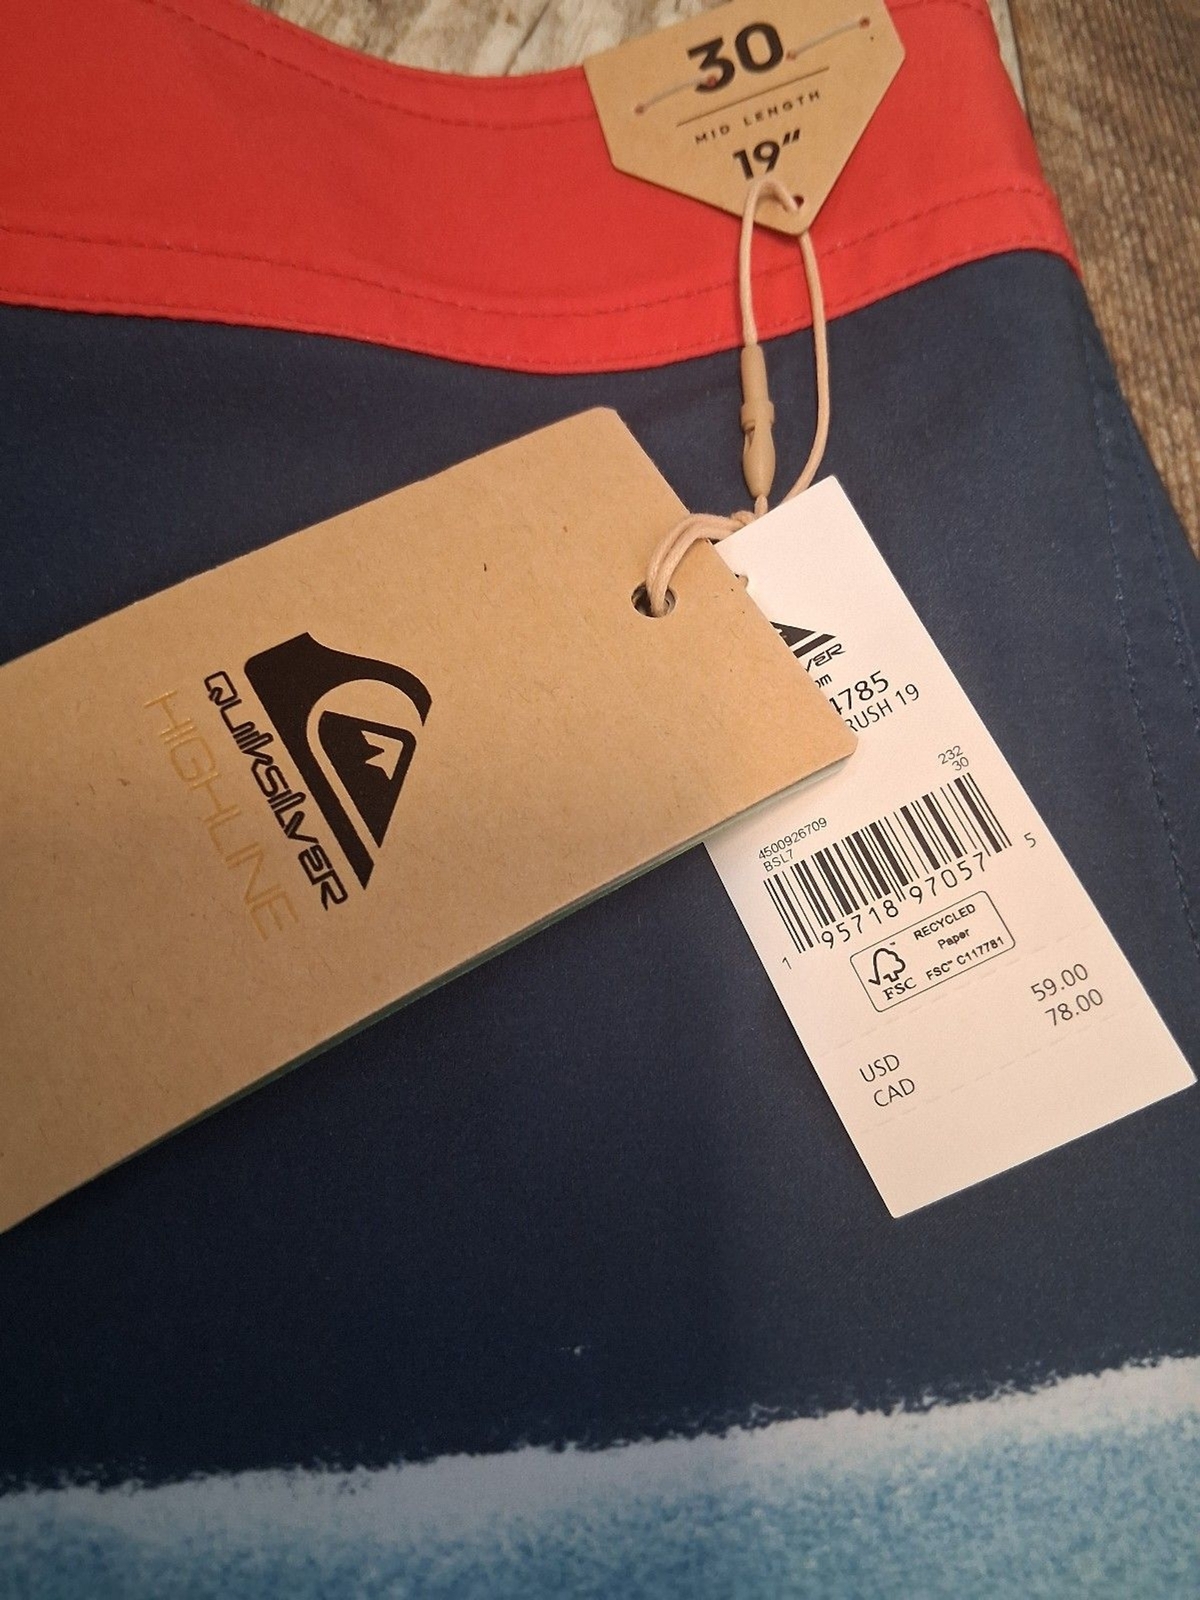 30
MID LENGTH
19"
QUIKSILVER
HIGHLINE
4785
RUSH 19
232
30
4500926709
BSL7
1 95718 97057 5
RECYCLED
Paper
FSC™ C117781
FSC
USD 59.00
CAD 78.00